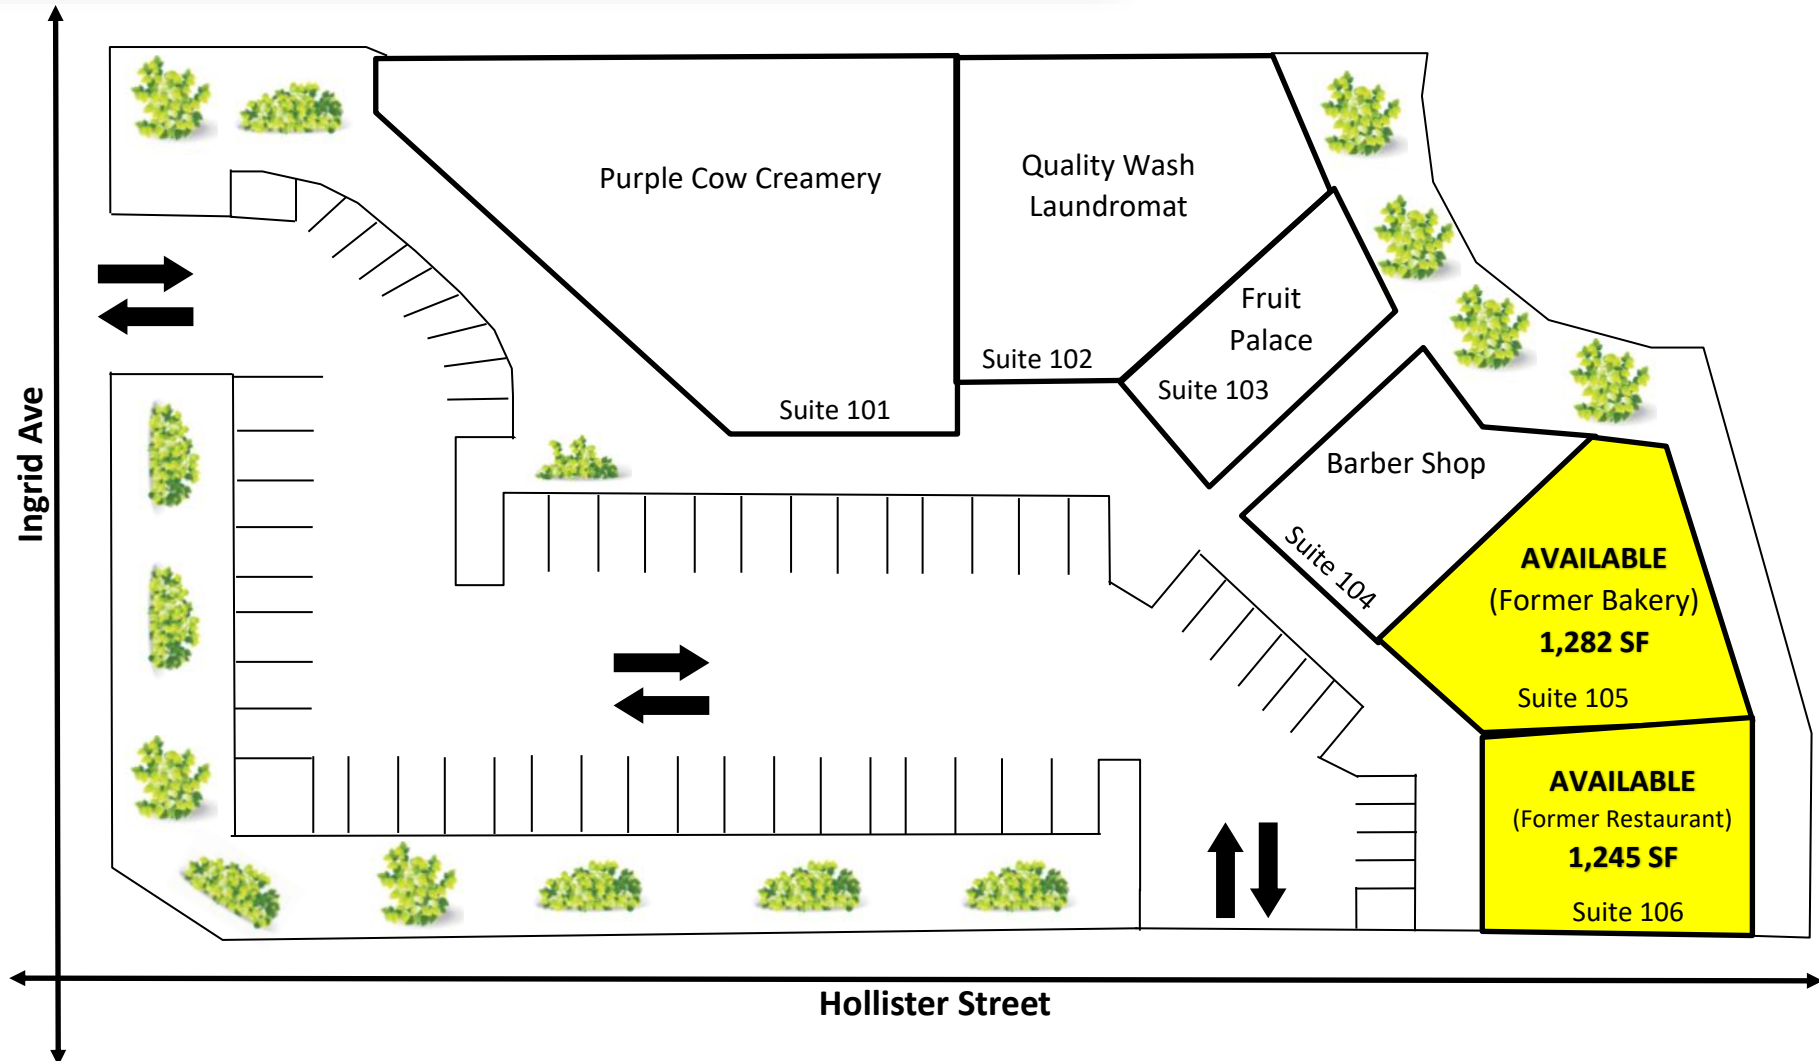 Purple Cow Creamery
Suite 101
Quality Wash
Laundromat
Suite 102
Fruit
Palace
Suite 103
Barber Shop
Suite 104
AVAILABLE
(Former Bakery)
1,282 SF
Suite 105
AVAILABLE
(Former Restaurant)
1,245 SF
Suite 106
Ingrid Ave
Hollister Street